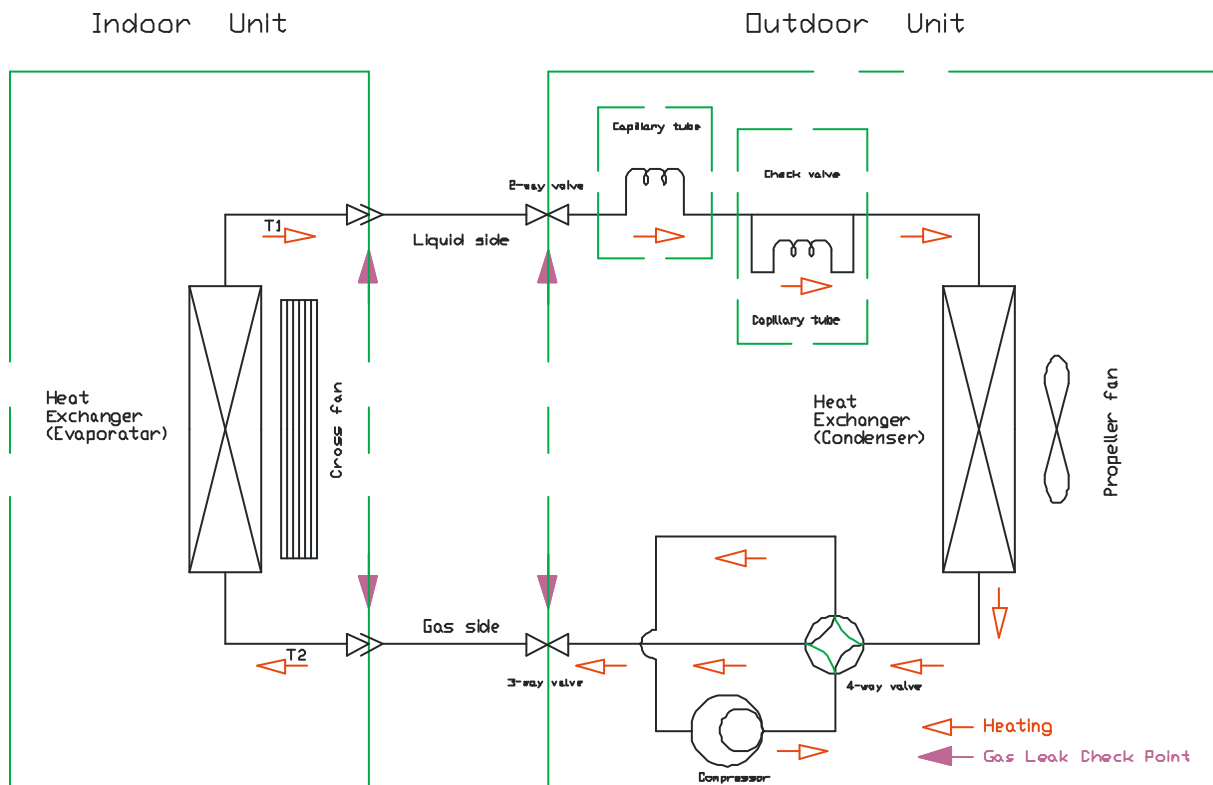 Indoor Unit
Outdoor Unit
Capillary tube
Check valve
2-way valve
T1
Liquid side
Capillary tube
Heat
Exchanger
(Evaporator)
Cross fan
Heat
Exchanger
(Condenser)
Propeller fan
Gas side
T2
3-way valve
4-way valve
Heating
Gas Leak Check Point
Compressor